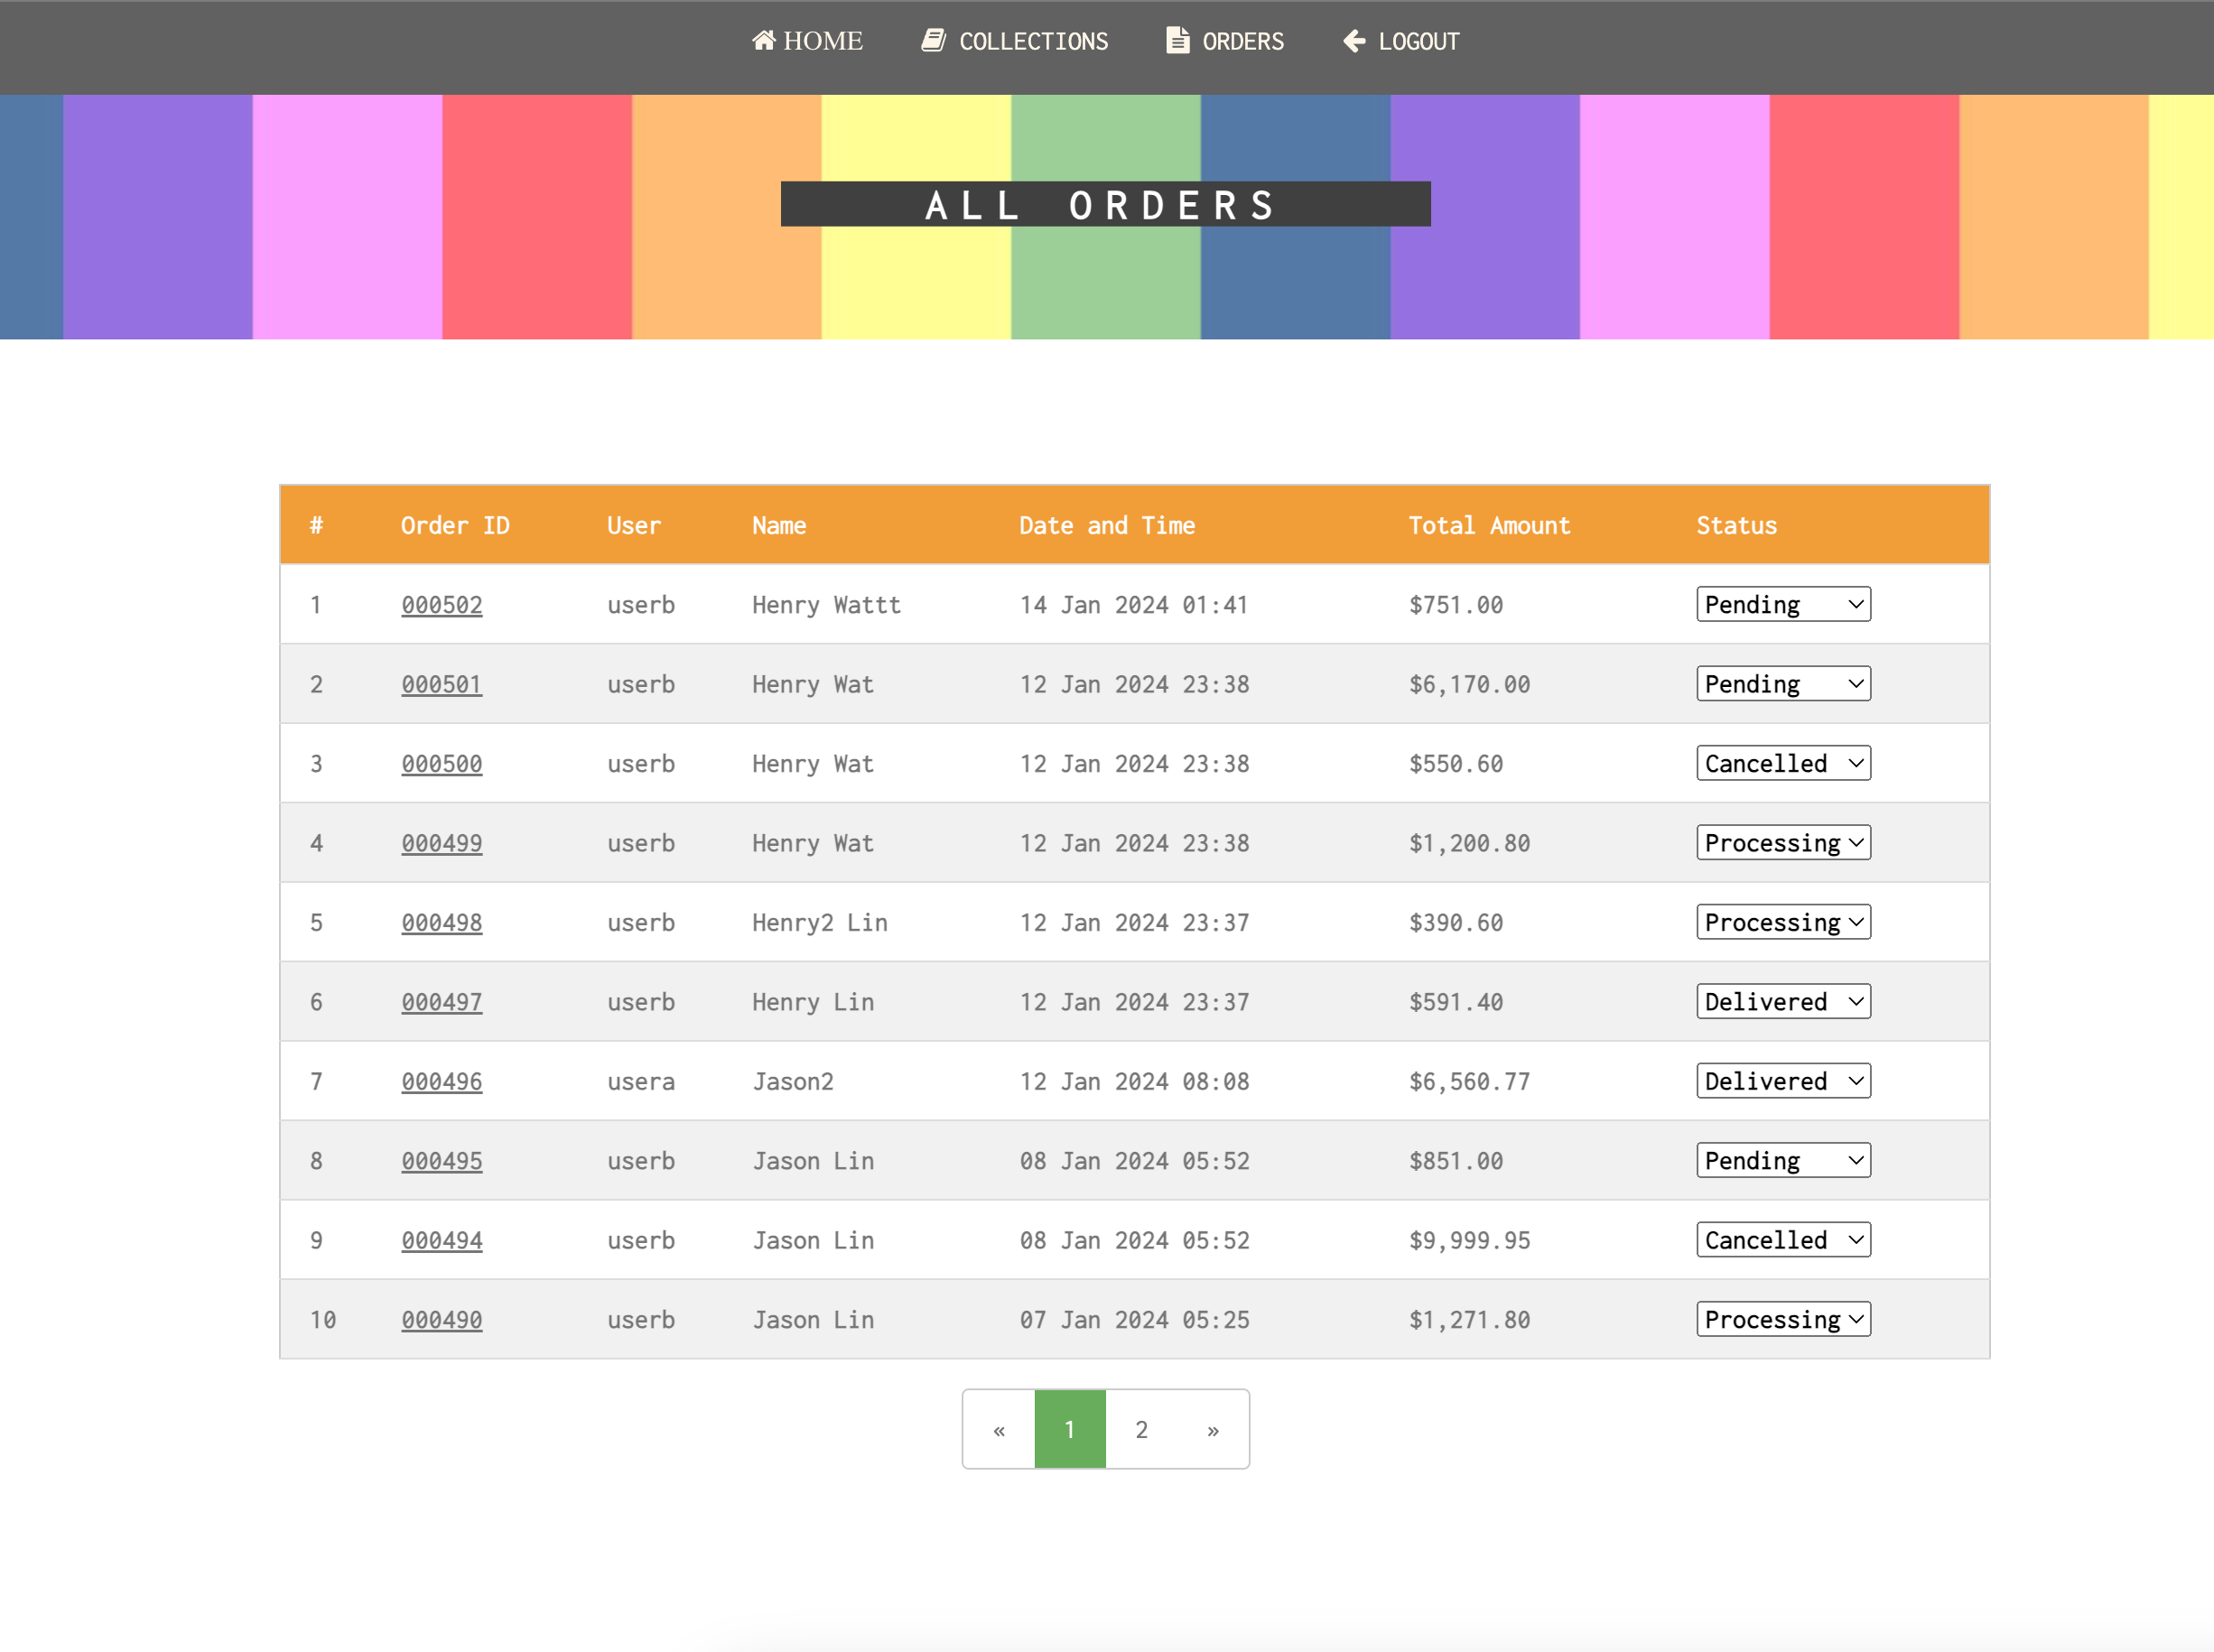 HOME COLLECTIONS ORDERS LOGOUT
ALL ORDERS
# Order ID User Name Date and Time Total Amount Status
1 000502 userb Henry Wattt 14 Jan 2024 01:41 $751.00 Pending
2 000501 userb Henry Wat 12 Jan 2024 23:38 $6,170.00 Pending
3 000500 userb Henry Wat 12 Jan 2024 23:38 $550.60 Cancelled
4 000499 userb Henry Wat 12 Jan 2024 23:38 $1,200.80 Processing
5 000498 userb Henry2 Lin 12 Jan 2024 23:37 $390.60 Processing
6 000497 userb Henry Lin 12 Jan 2024 23:37 $591.40 Delivered
7 000496 usera Jason2 12 Jan 2024 08:08 $6,560.77 Delivered
8 000495 userb Jason Lin 08 Jan 2024 05:52 $851.00 Pending
9 000494 userb Jason Lin 08 Jan 2024 05:52 $9,999.95 Cancelled
10 000490 userb Jason Lin 07 Jan 2024 05:25 $1,271.80 Processing
« 1 2 »